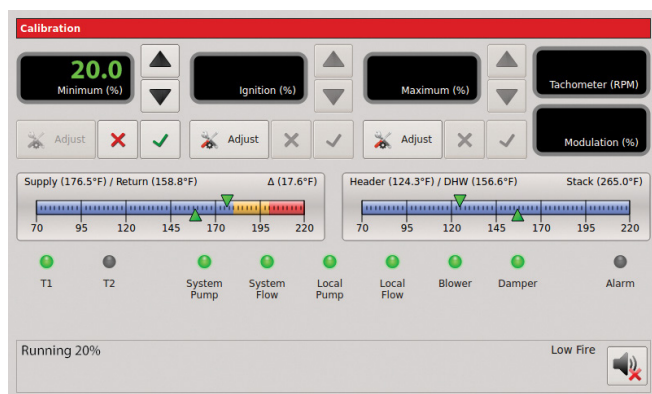 Calibration
20.0
Minimum (%)
Ignition (%)
Maximum (%)
Tachometer (RPM)
Modulation (%)
Adjust
Adjust
Adjust
Supply (176.5°F) / Return (158.8°F) Δ (17.6°F)
70 95 120 145 170 195 220
Header (124.3°F) / DHW (156.6°F) Stack (265.0°F)
70 95 120 145 170 195 220
T1
T2
System
Pump
System
Flow
Local
Pump
Local
Flow
Blower
Damper
Alarm
Running 20%
Low Fire